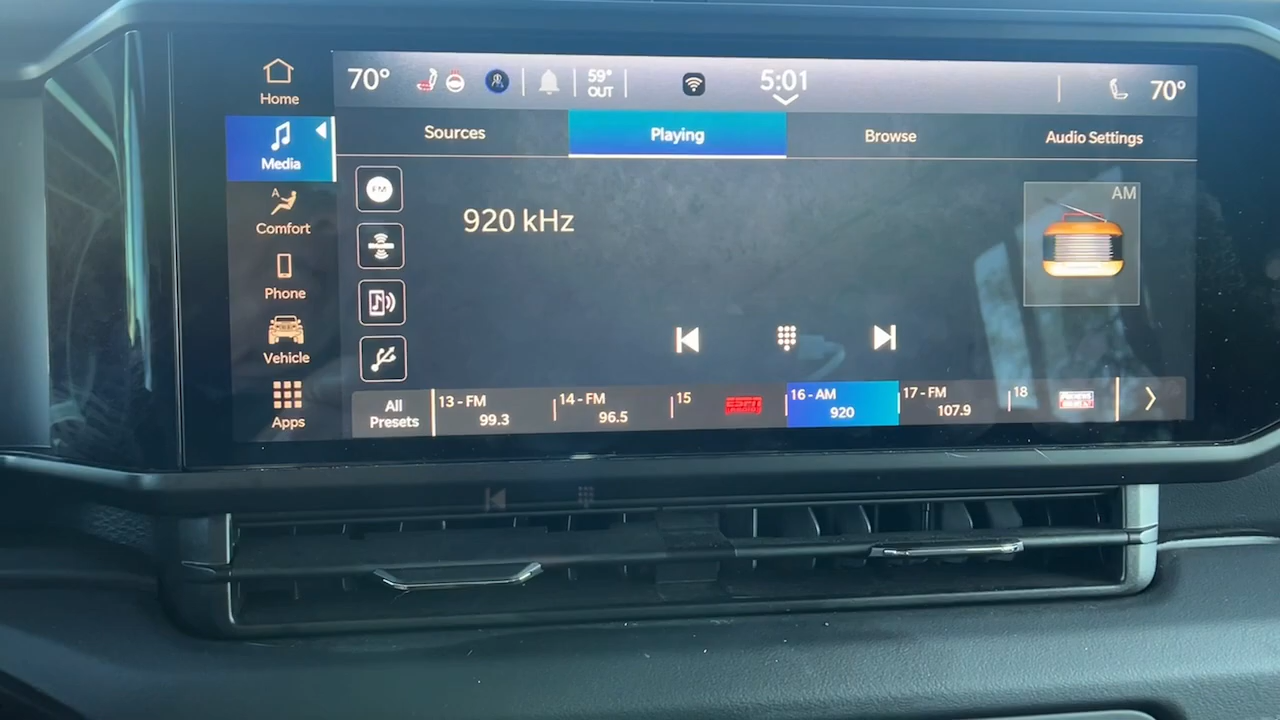 Home
Media
A
Comfort
Phone
Vehicle
Apps
70°
59°
OUT
5:01
70°
Sources
Playing
Browse
Audio Settings
FM
920 kHz
AM
All
Presets
13 - FM
99.3
14 - FM
96.5
15
ESPN
16 - AM
920
17 - FM
107.9
18